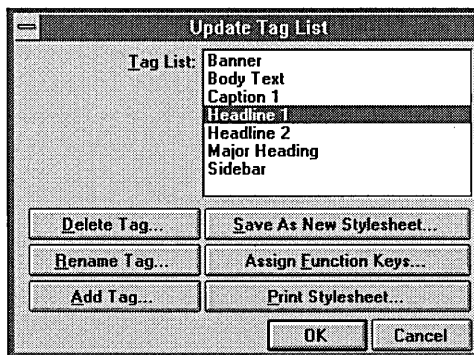 Update Tag List
Tag List:
Banner
Body Text
Caption 1
Headline 1
Headline 2
Major Heading
Sidebar
Delete Tag...
Save As New Stylesheet...
Rename Tag...
Assign Function Keys...
Add Tag...
Print Stylesheet...
OK
Cancel